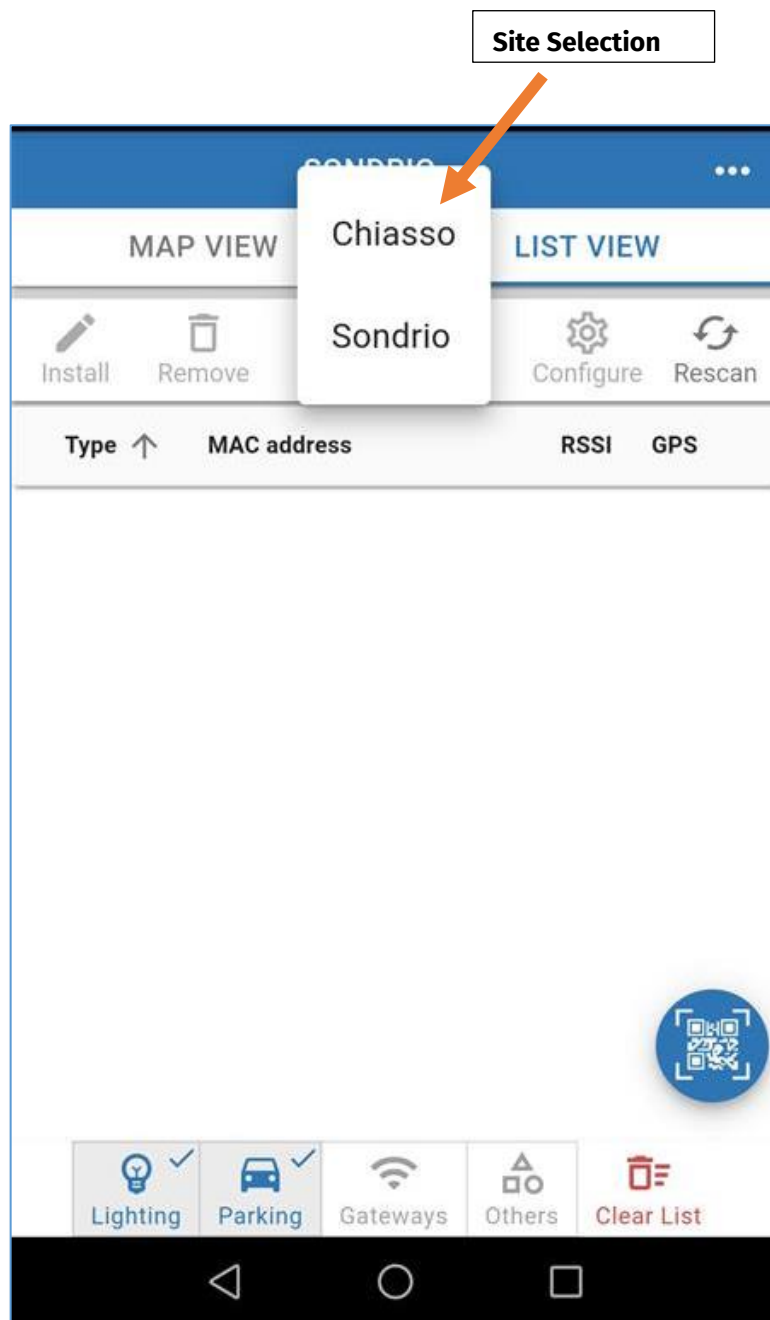 Site Selection
SONDRIO
MAP VIEW
LIST VIEW
Chiasso
Sondrio
Install
Remove
Configure
Rescan
Type
MAC address
RSSI
GPS
Lighting
Parking
Gateways
Others
Clear List